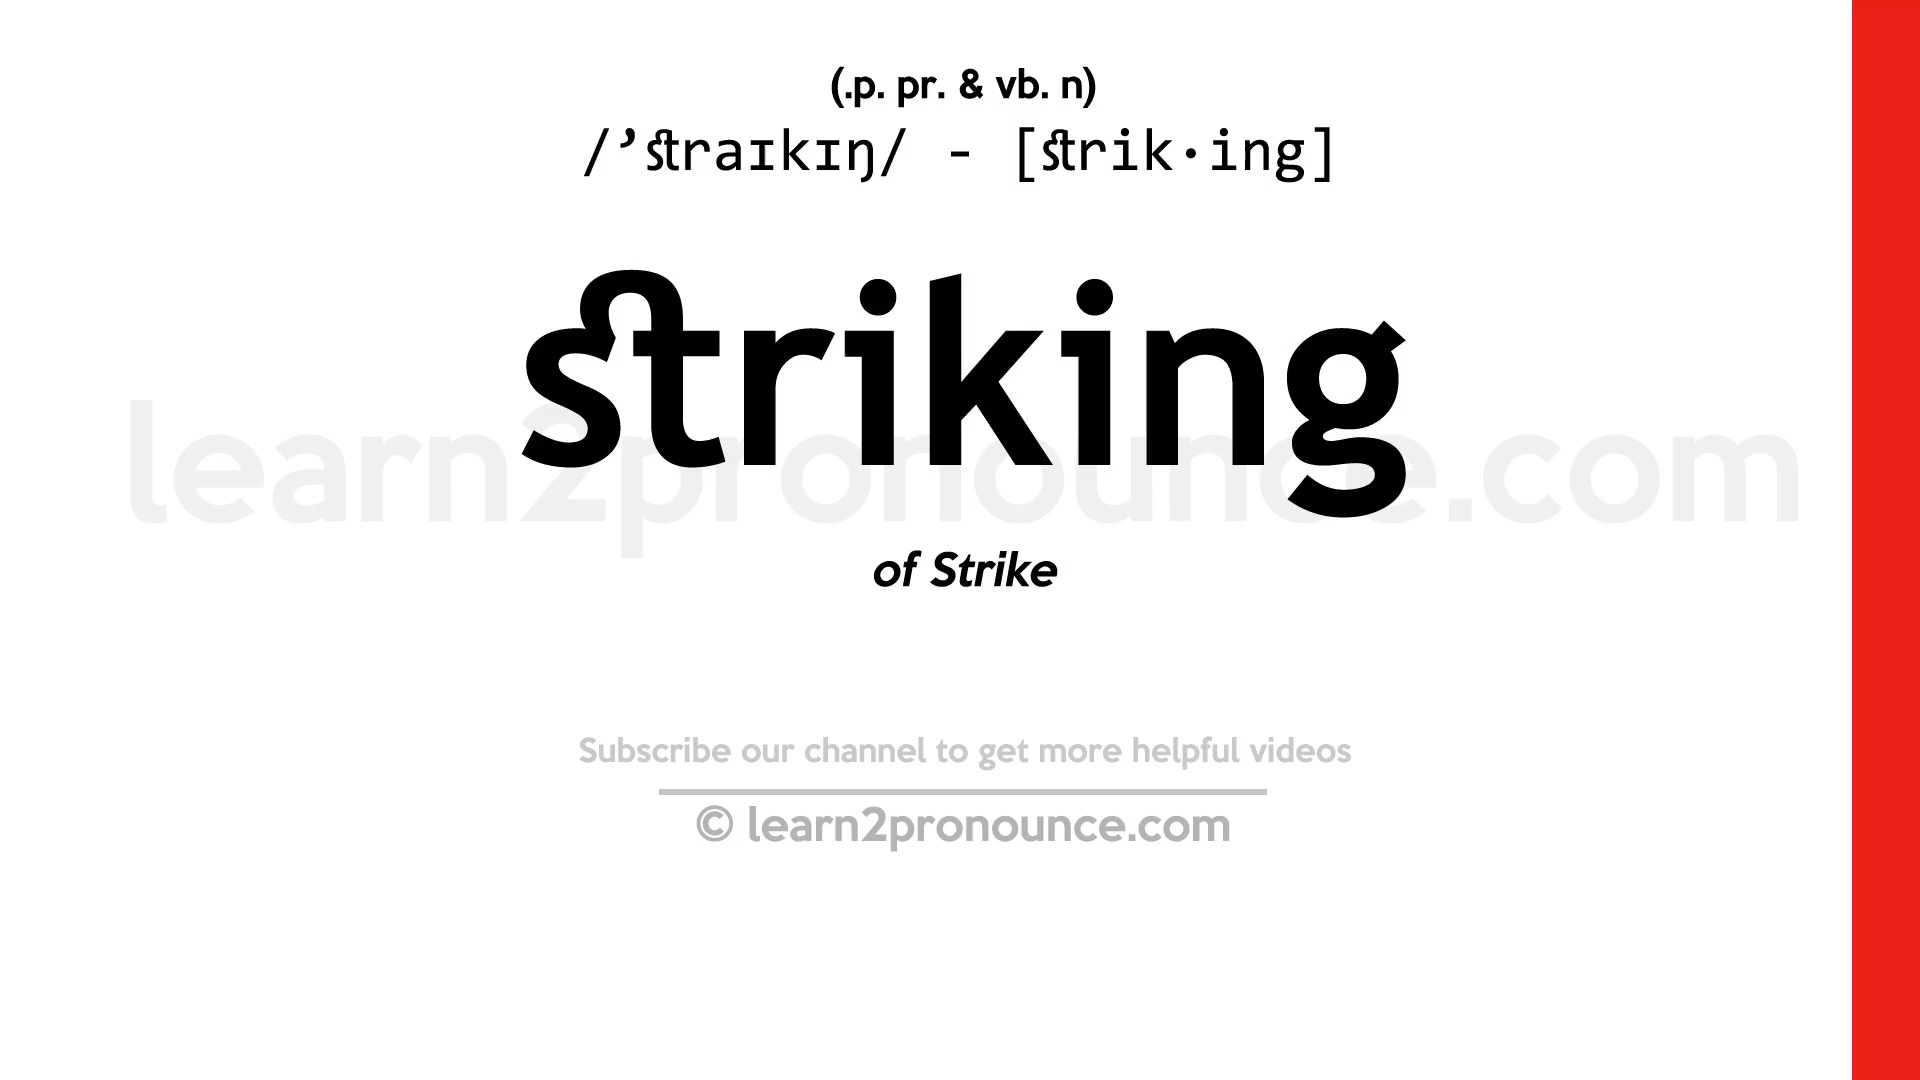 (.p. pr. & vb. n)
/’straɪkɪŋ/ - [strik·ing]
striking
learn2pronounce.com
of Strike
Subscribe our channel to get more helpful videos
© learn2pronounce.com